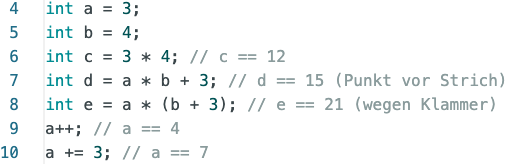 4 int a = 3;
5 int b = 4;
6 int c = 3 * 4; // c == 12
7 int d = a * b + 3; // d == 15 (Punkt vor Strich)
8 int e = a * (b + 3); // e == 21 (wegen Klammer)
9 a++; // a == 4
10 a += 3; // a == 7